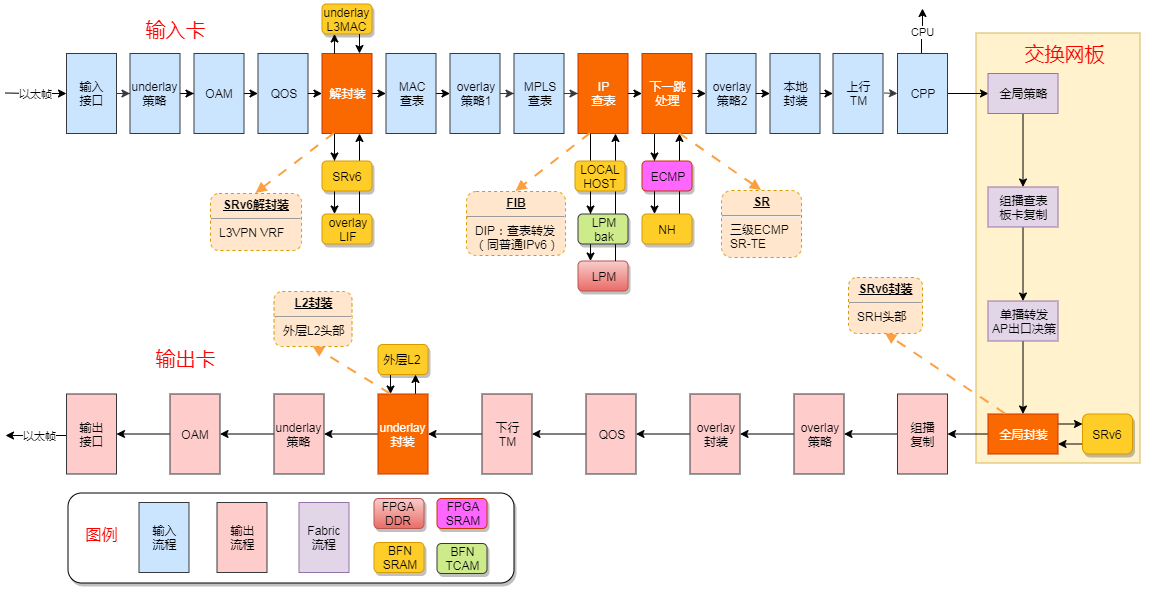 输入卡
underlay
L3MAC
以太帧
输入
接口
underlay
策略
OAM
QOS
解封装
MAC
查表
overlay
策略1
MPLS
查表
IP
查表
下一跳
处理
overlay
策略2
本地
封装
上行
TM
CPP
CPU
SRv6
overlay
LIF
LOCAL
HOST
LPM
bak
LPM
ECMP
NH
SRv6解封装
L3VPN VRF
FIB
DIP：查表转发
（同普通IPv6）
SR
三级ECMP
SR-TE
交换网板
全局策略
组播查表
板卡复制
单播转发
AP出口决策
全局封装
SRv6
SRv6封装
SRH头部
L2封装
外层L2头部
外层L2
输出卡
以太帧
输出
接口
OAM
underlay
策略
underlay
封装
下行
TM
QOS
overlay
封装
overlay
策略
组播
复制
图例
输入
流程
输出
流程
Fabric
流程
FPGA
DDR
FPGA
SRAM
BFN
SRAM
BFN
TCAM